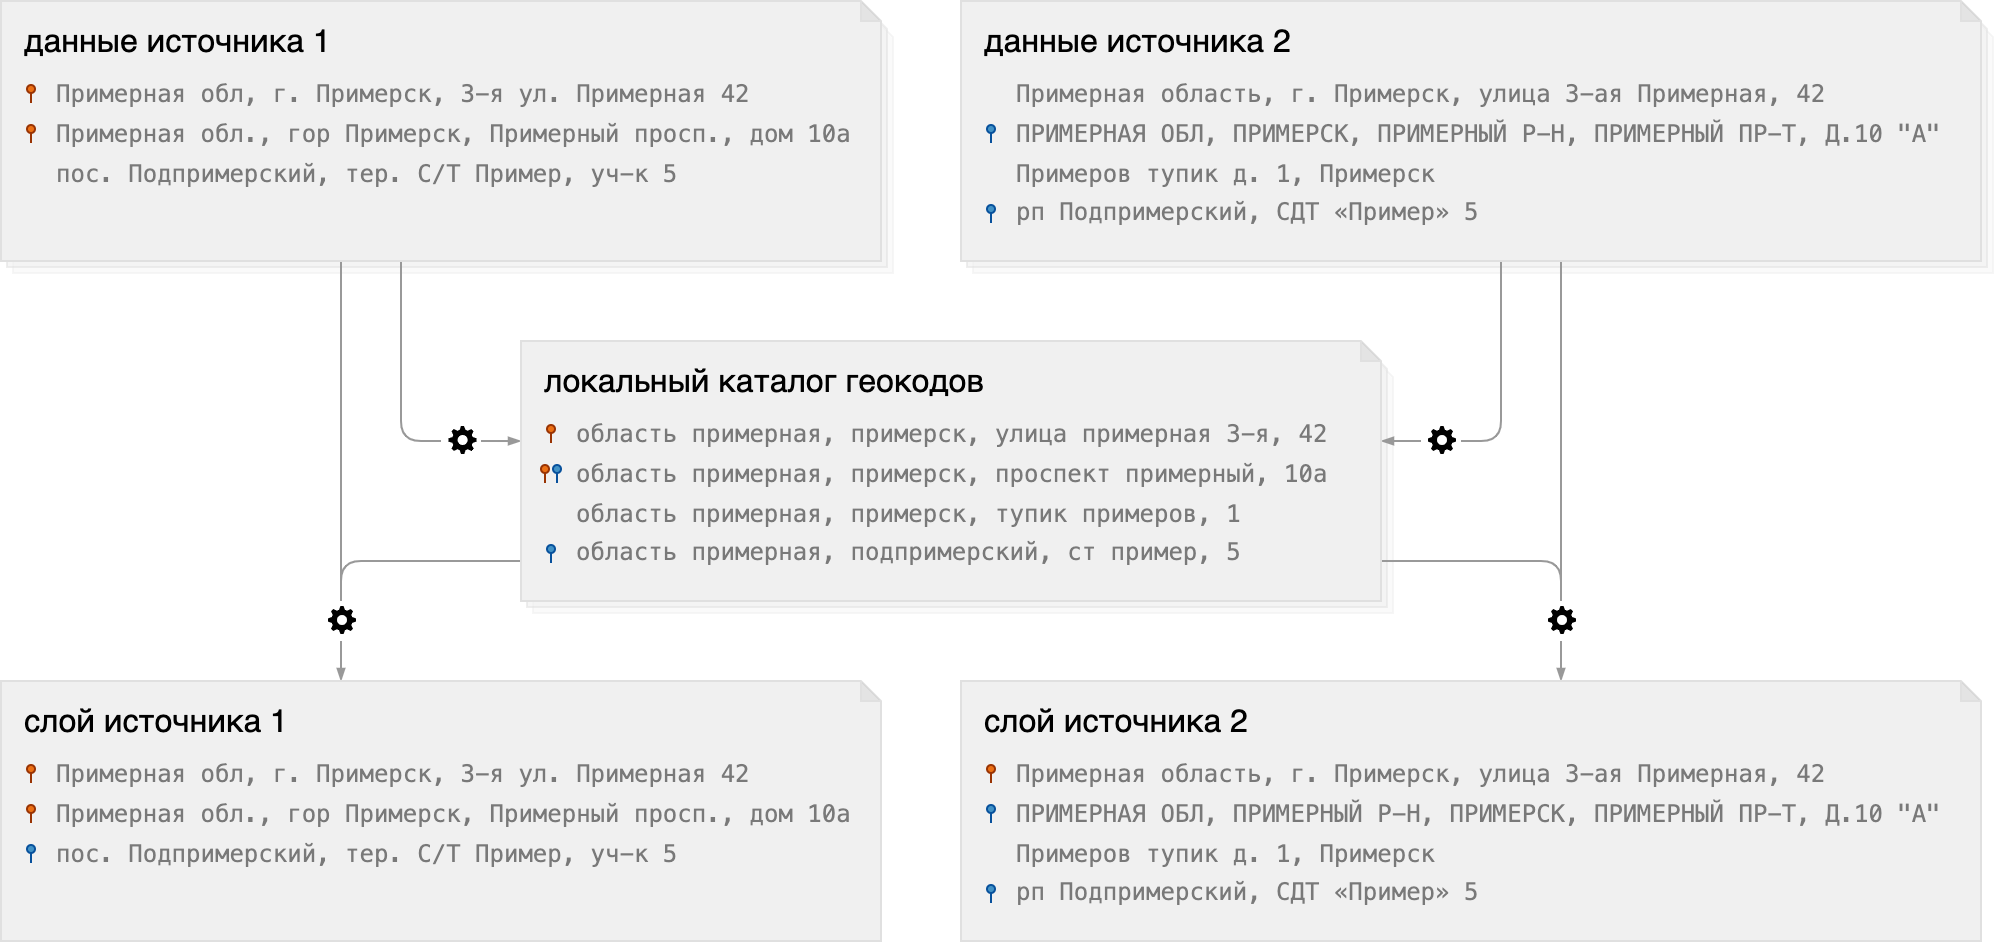 данные источника 1
Примерная обл, г. Примерск, 3-я ул. Примерная 42
Примерная обл., гор Примерск, Примерный просп., дом 10а
пос. Подпримерский, тер. С/Т Пример, уч-к 5
данные источника 2
Примерная область, г. Примерск, улица 3-ая Примерная, 42
ПРИМЕРНАЯ ОБЛ, ПРИМЕРСК, ПРИМЕРНЫЙ Р-Н, ПРИМЕРНЫЙ ПР-Т, Д.10 "А"
Примеров тупик д. 1, Примерск
рп Подпримерский, СДТ «Пример» 5
локальный каталог геокодов
область примерная, примерск, улица примерная 3-я, 42
область примерная, примерск, проспект примерный, 10а
область примерная, примерск, тупик примеров, 1
область примерная, подпримерский, ст пример, 5
слой источника 1
Примерная обл, г. Примерск, 3-я ул. Примерная 42
Примерная обл., гор Примерск, Примерный просп., дом 10а
пос. Подпримерский, тер. С/Т Пример, уч-к 5
слой источника 2
Примерная область, г. Примерск, улица 3-ая Примерная, 42
ПРИМЕРНАЯ ОБЛ, ПРИМЕРНЫЙ Р-Н, ПРИМЕРСК, ПРИМЕРНЫЙ ПР-Т, Д.10 "А"
Примеров тупик д. 1, Примерск
рп Подпримерский, СДТ «Пример» 5